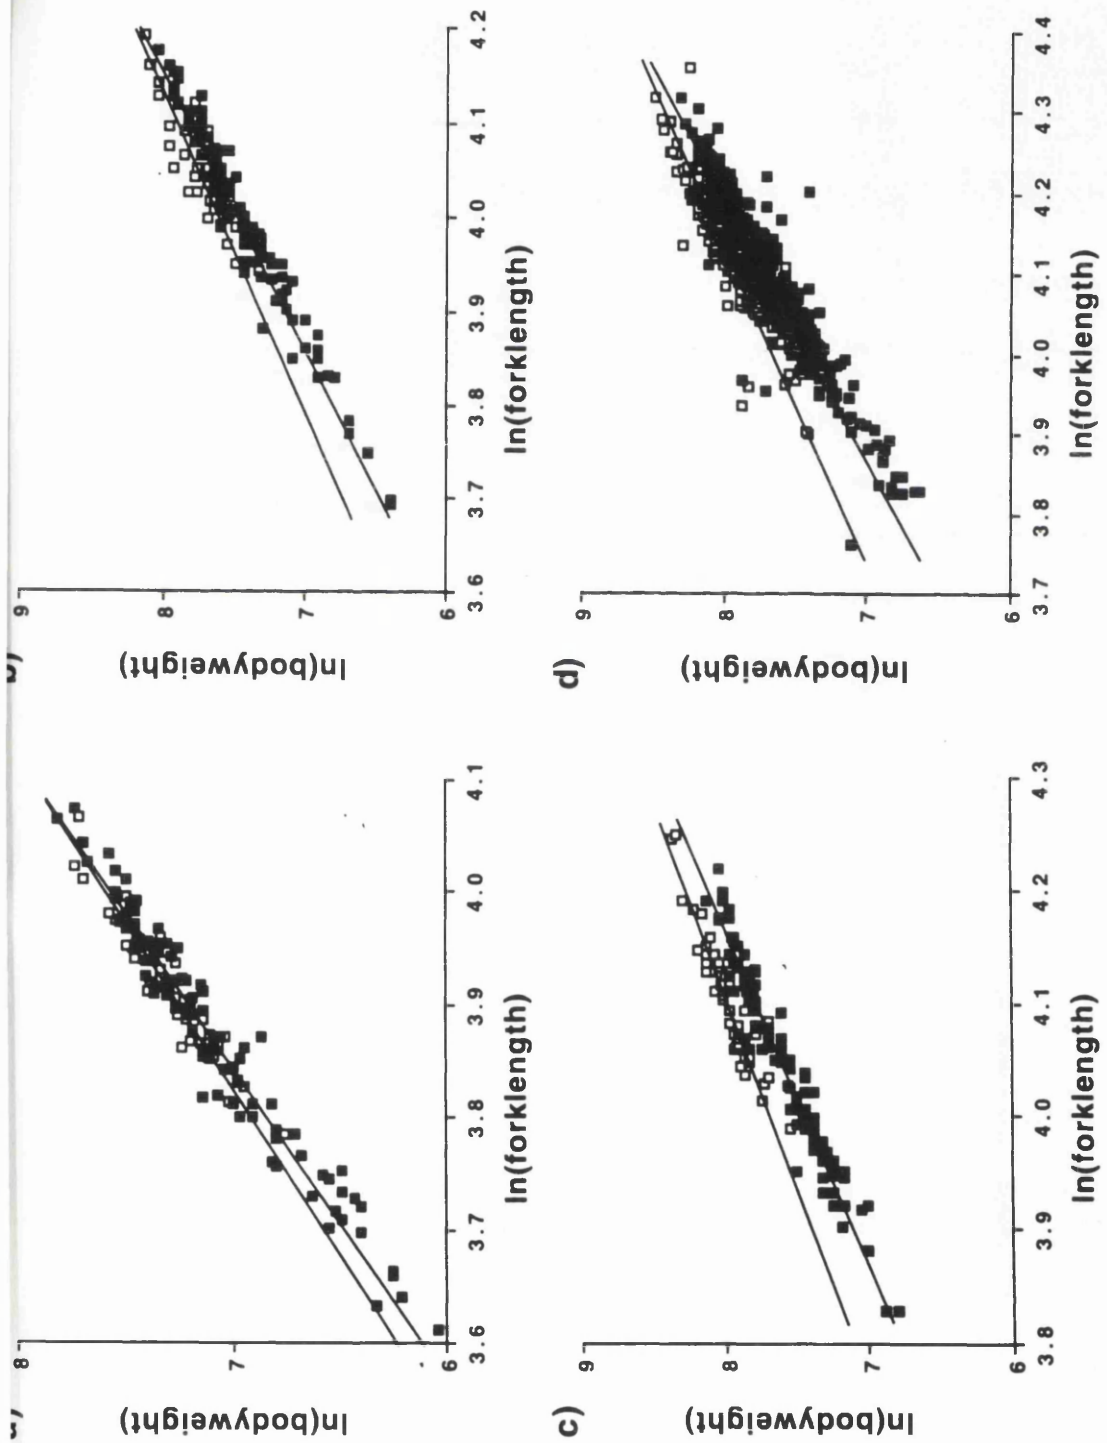 8
7
6
ln(bodyweight)
3.6 3.7 3.8 3.9 4.0 4.1
ln(forklength)
b)
9
8
7
6
ln(bodyweight)
3.6 3.7 3.8 3.9 4.0 4.1 4.2
ln(forklength)
c)
9
8
7
6
ln(bodyweight)
3.8 3.9 4.0 4.1 4.2 4.3
ln(forklength)
d)
9
8
7
6
ln(bodyweight)
3.7 3.8 3.9 4.0 4.1 4.2 4.3 4.4
ln(forklength)